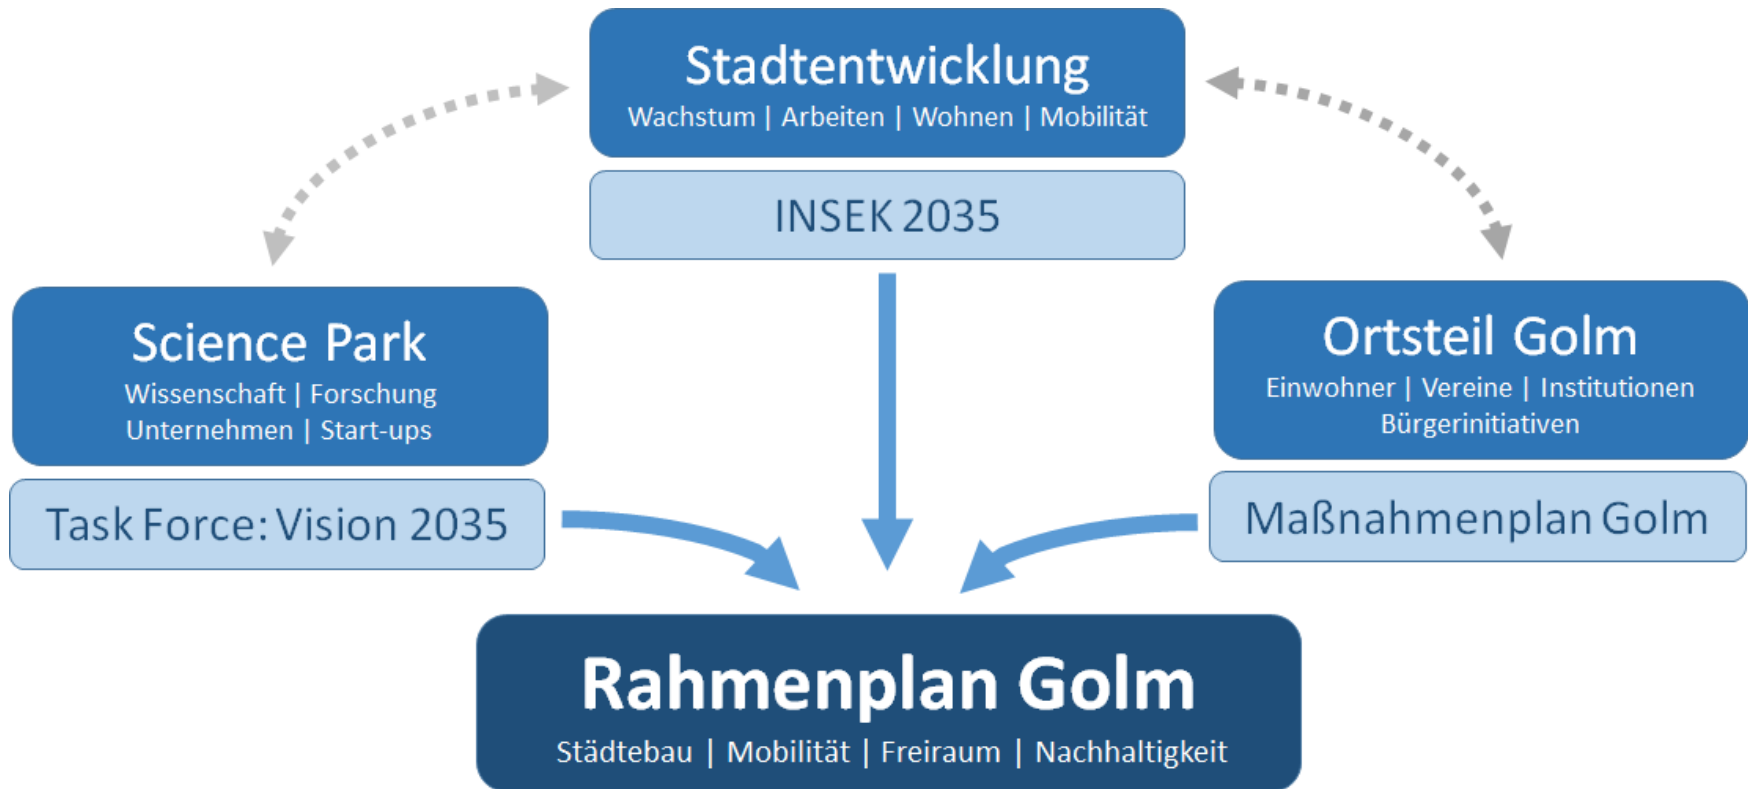 Stadtentwicklung
Wachstum | Arbeiten | Wohnen | Mobilität
INSEK 2035
Science Park
Wissenschaft | Forschung
Unternehmen | Start-ups
Task Force: Vision 2035
Ortsteil Golm
Einwohner | Vereine | Institutionen
Bürgerinitiativen
Maßnahmenplan Golm
Rahmenplan Golm
Städtebau | Mobilität | Freiraum | Nachhaltigkeit